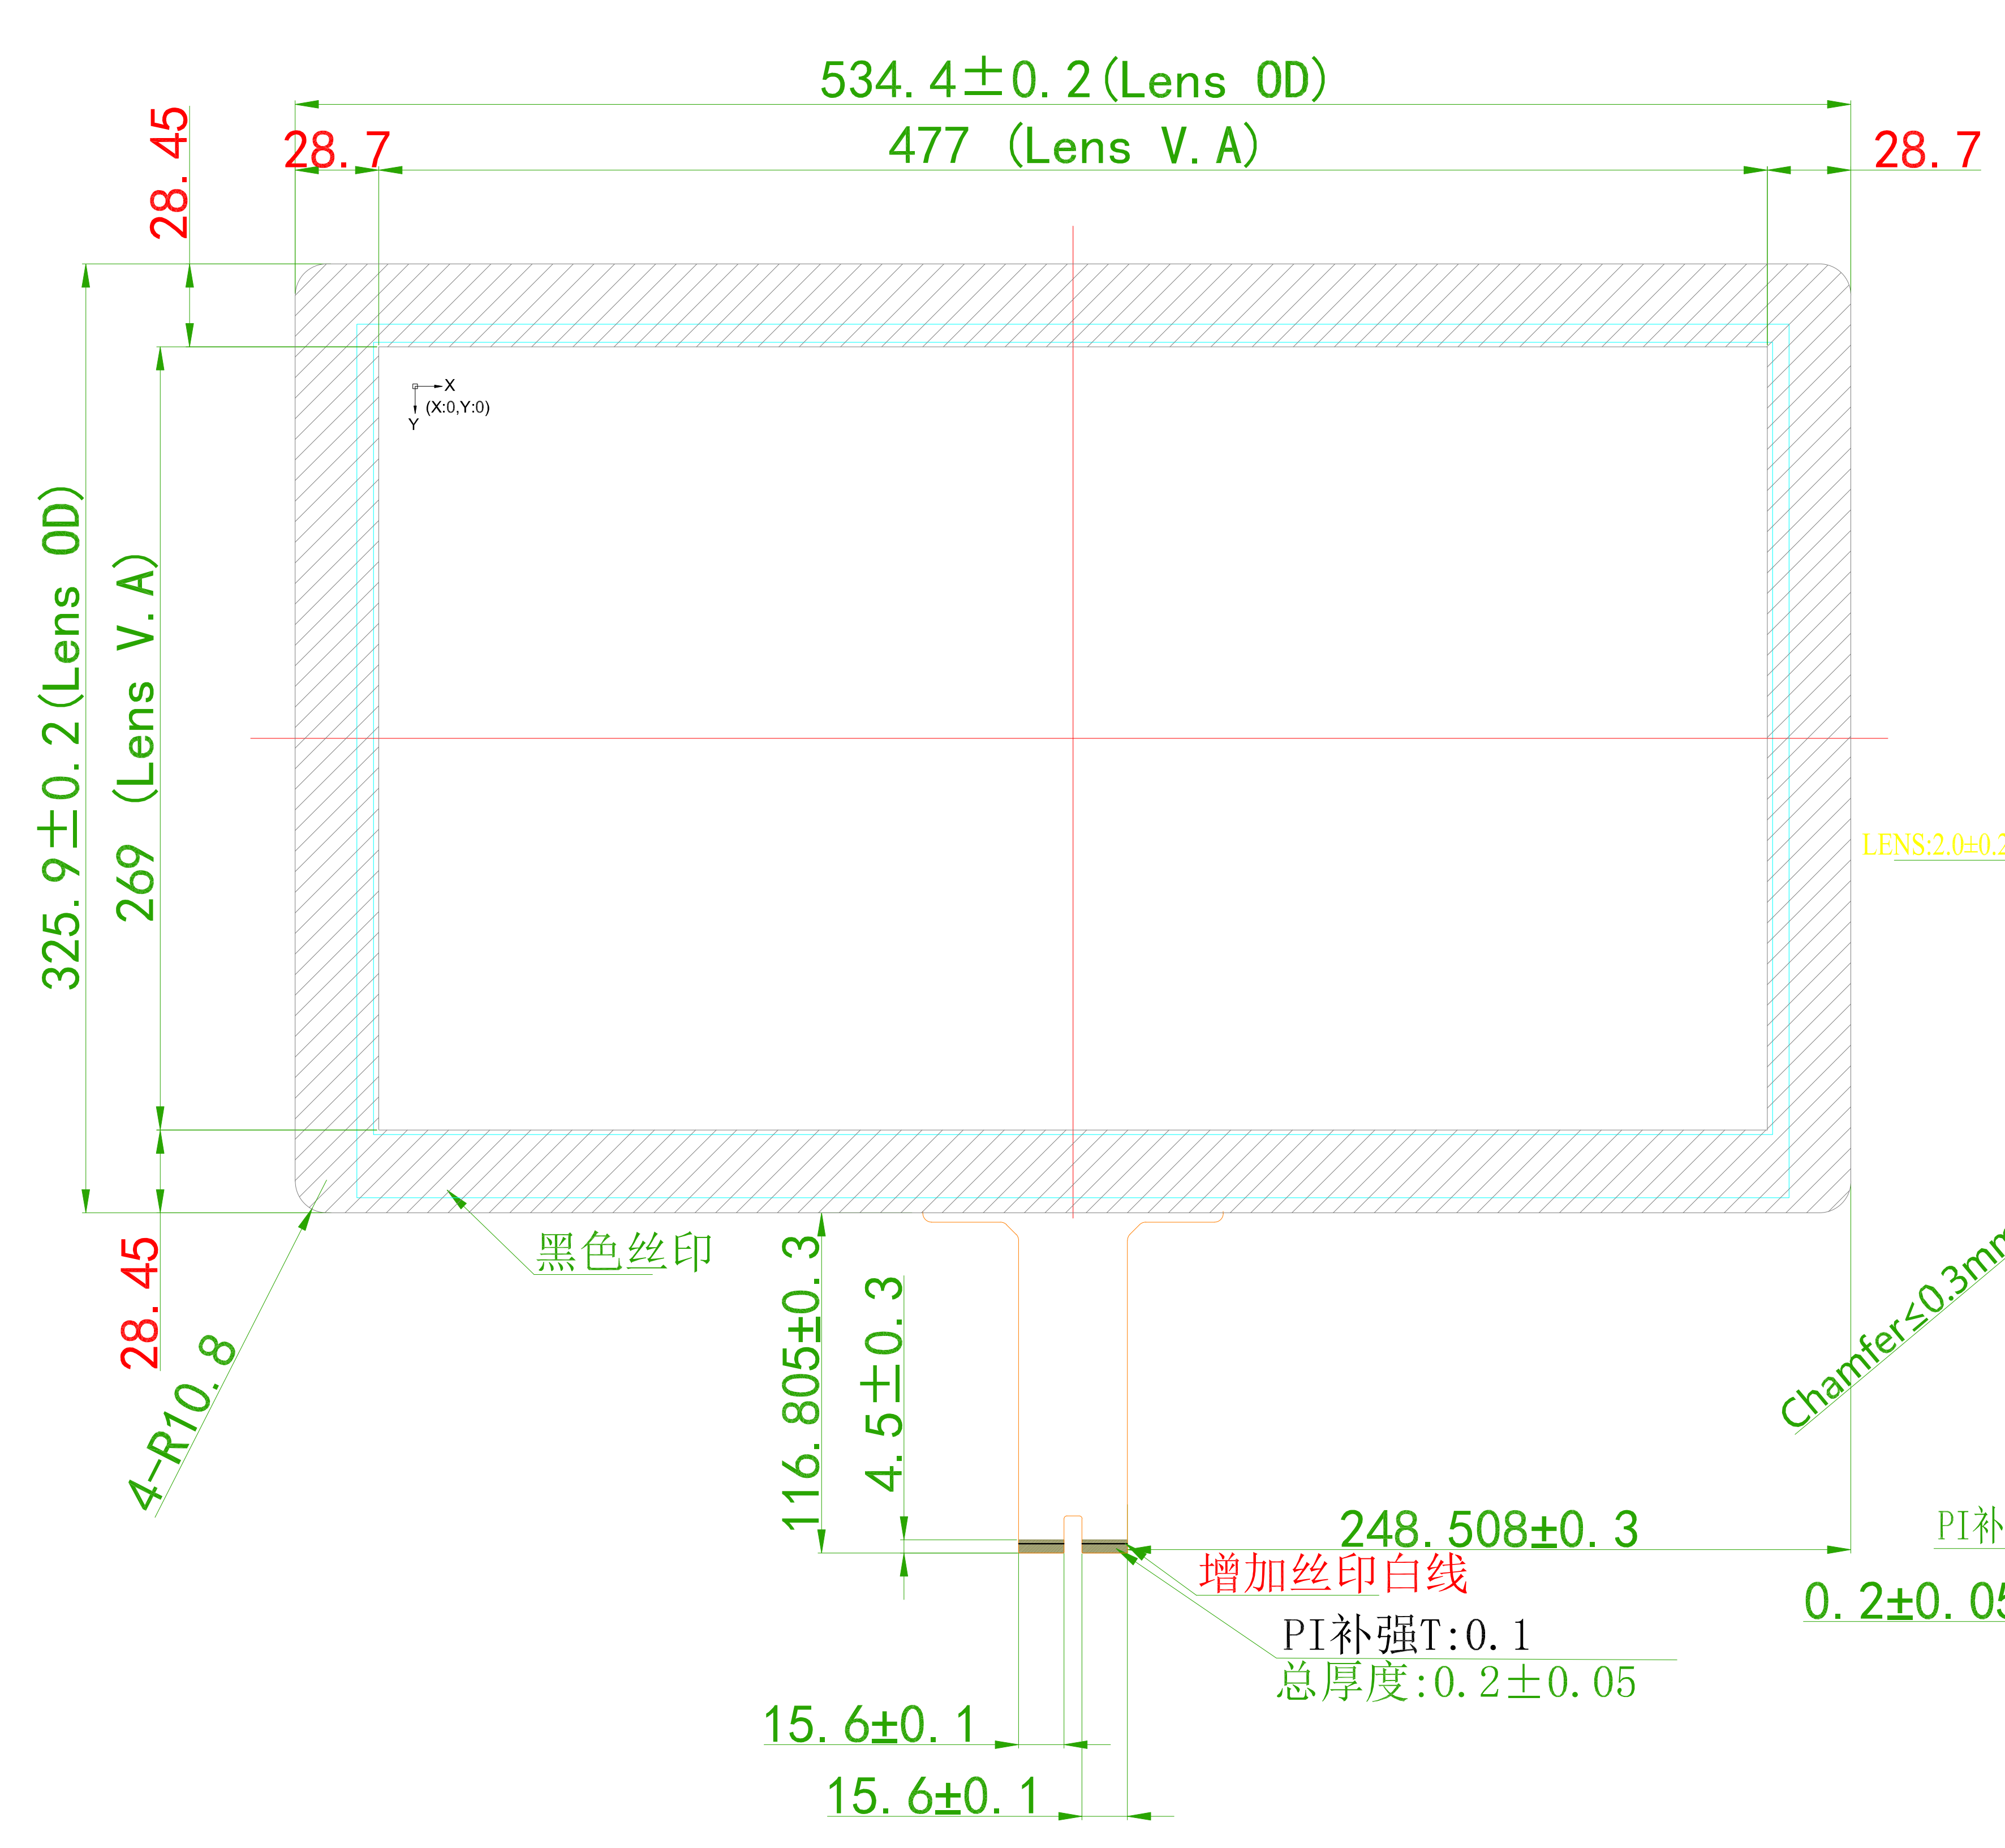 534.4±0.2(Lens OD)
477 (Lens V.A)
28.45
28.7
28.7
X
(X:0,Y:0)
Y
325.9±0.2(Lens OD)
269 (Lens V.A)
LENS:2.0±0.2
黑色丝印
28.45
4-R10.8
116.805±0.3
4.5±0.3
Chamfer≤0.3mm
248.508±0.3
PI补
增加丝印白线
0.2±0.05
PI补强T:0.1
总厚度:0.2±0.05
15.6±0.1
15.6±0.1